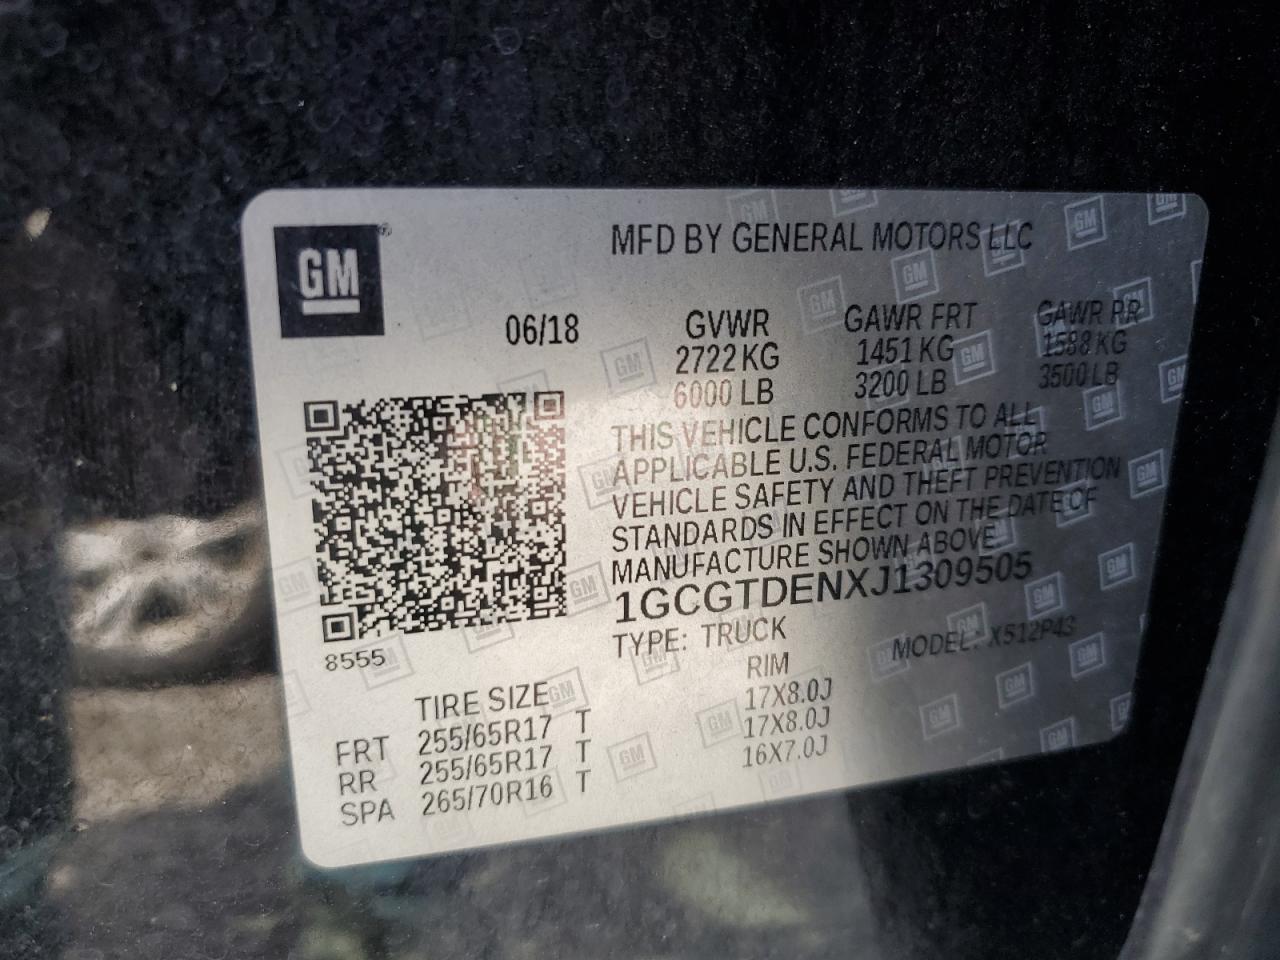 GM
MFD BY GENERAL MOTORS LLC
06/18 GVWR GAWR FRT GAWR RR
2722 KG 1451 KG 1588 KG
6000 LB 3200 LB 3500 LB
THIS VEHICLE CONFORMS TO ALL
APPLICABLE U.S. FEDERAL MOTOR
VEHICLE SAFETY AND THEFT PREVENTION
STANDARDS IN EFFECT ON THE DATE OF
MANUFACTURE SHOWN ABOVE
1GCGTDENXJ1309505
TYPE: TRUCK MODEL: X512P43
8555
TIRE SIZE RIM
FRT 255/65R17 T 17X8.0J
RR 255/65R17 T 17X8.0J
SPA 265/70R16 T 16X7.0J